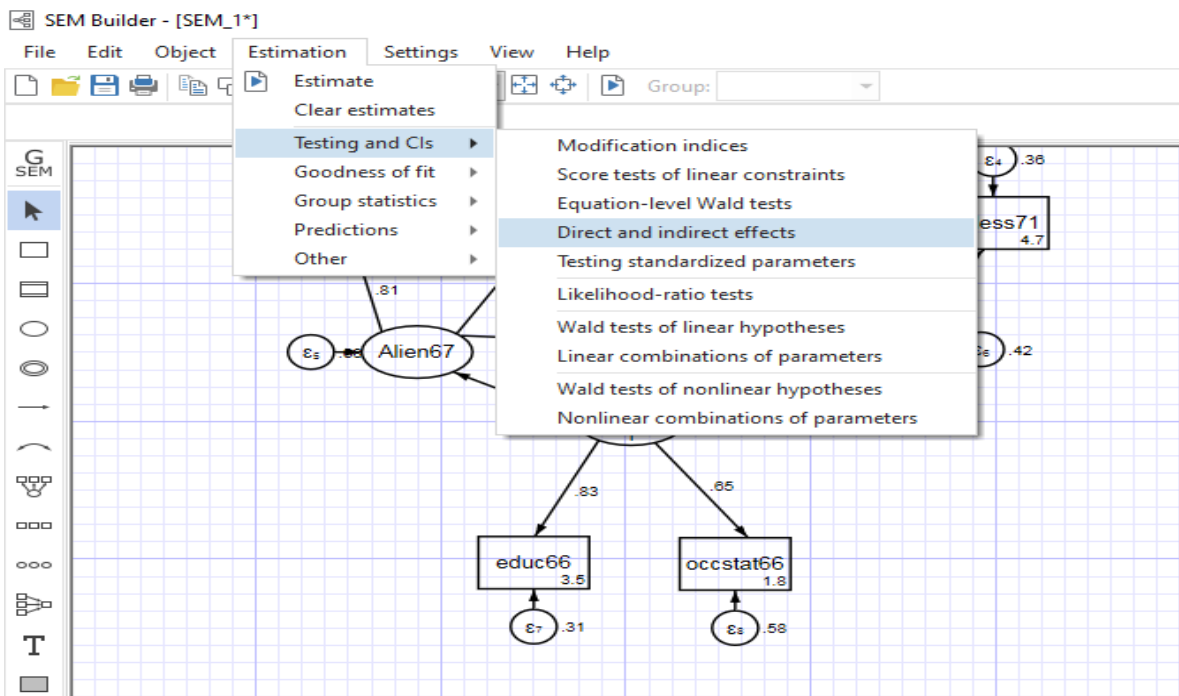 SEM Builder - [SEM_1*]
File Edit Object Estimation Settings View Help
Group:
Estimate
Clear estimates
Testing and CIs
Goodness of fit
Group statistics
Predictions
Other
Modification indices
Score tests of linear constraints
Equation-level Wald tests
Direct and indirect effects
Testing standardized parameters
Likelihood-ratio tests
Wald tests of linear hypotheses
Linear combinations of parameters
Wald tests of nonlinear hypotheses
Nonlinear combinations of parameters
G
SEM
T
ε₄ .36
ess71
4.7
.81
ε₅ Alien67
.42
.83 .65
educ66
3.5
occstat66
1.8
ε₇ .31
ε₈ .58